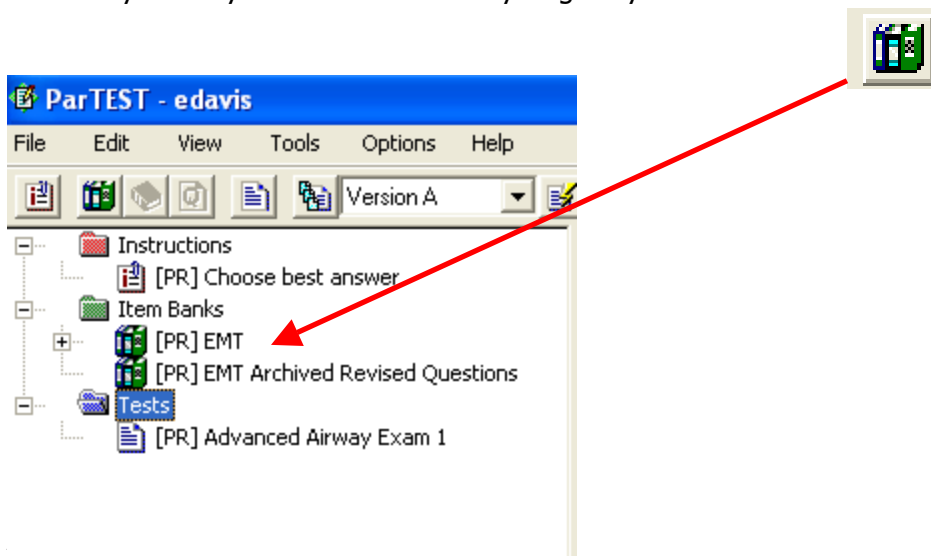 ParTEST - edavis
File Edit View Tools Options Help
Version A
Instructions
[PR] Choose best answer
Item Banks
[PR] EMT
[PR] EMT Archived Revised Questions
Tests
[PR] Advanced Airway Exam 1